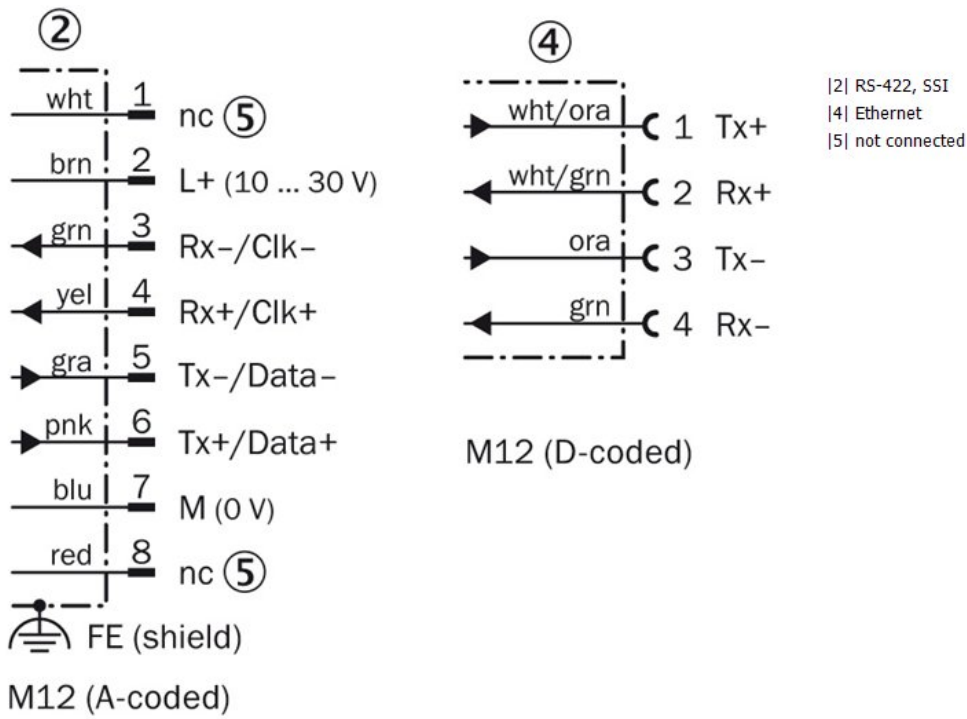 ②
wht 1 nc ⑤
brn 2 L+ (10 ... 30 V)
grn 3 Rx–/Clk–
yel 4 Rx+/Clk+
gra 5 Tx–/Data–
pnk 6 Tx+/Data+
blu 7 M (0 V)
red 8 nc ⑤
FE (shield)
M12 (A-coded)
④
wht/ora 1 Tx+
wht/grn 2 Rx+
ora 3 Tx–
grn 4 Rx–
M12 (D-coded)
|2| RS-422, SSI
|4| Ethernet
|5| not connected